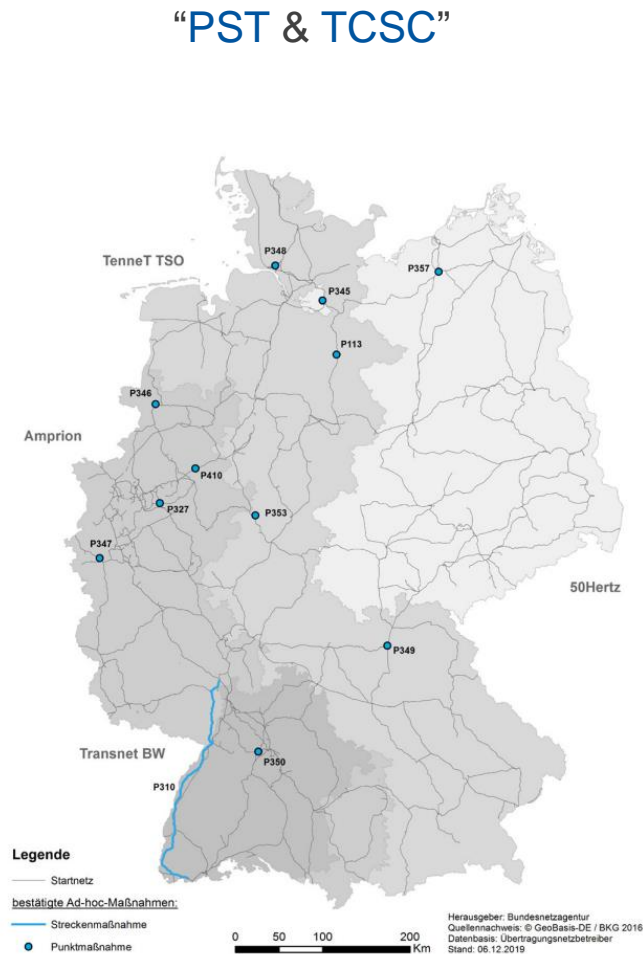 “PST & TCSC”
P348
TenneT TSO
P357
P345
P113
P346
Amprion
P410
P327
P353
P347
50Hertz
P349
Transnet BW
P350
P310
Legende
Startnetz
bestätigte Ad-hoc-Maßnahmen:
Streckenmaßnahme
Punktmaßnahme
0 50 100 200
Km
Herausgeber: Bundesnetzagentur
Quellennachweis: © GeoBasis-DE / BKG 2016
Datenbasis: Übertragungsnetzbetreiber
Stand: 06.12.2019